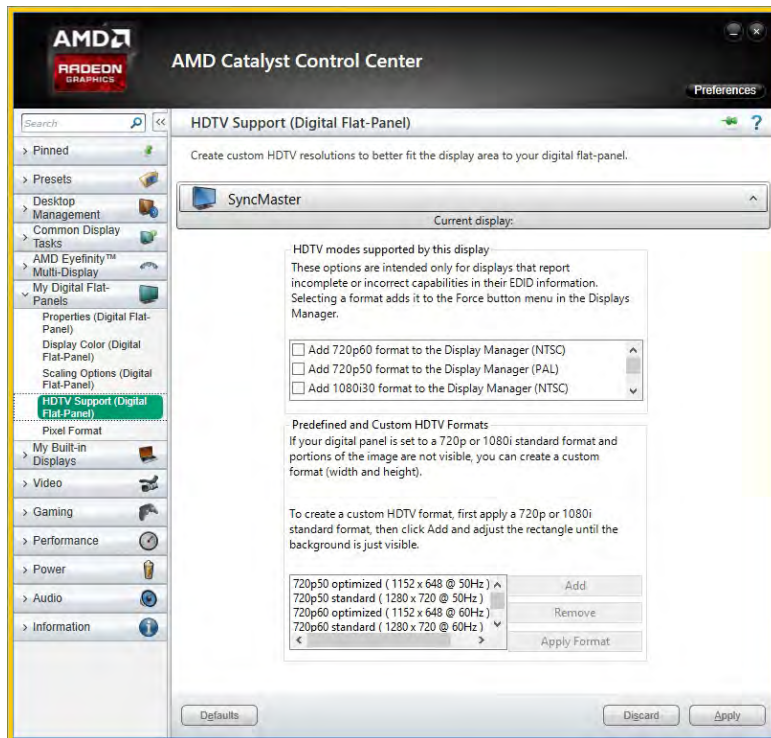 AMD
RADEON
GRAPHICS
AMD Catalyst Control Center
Preferences
Search
<<
HDTV Support (Digital Flat-Panel)
?
Pinned
Presets
Desktop
Management
Common Display
Tasks
AMD Eyefinity™
Multi-Display
My Digital Flat-
Panels
Properties (Digital Flat-
Panel)
Display Color (Digital
Flat-Panel)
Scaling Options (Digital
Flat-Panel)
HDTV Support (Digital
Flat-Panel)
Pixel Format
My Built-in
Displays
Video
Gaming
Performance
Power
Audio
Information
Create custom HDTV resolutions to better fit the display area to your digital flat-panel.
SyncMaster
Current display:
HDTV modes supported by this display
These options are intended only for displays that report
incomplete or incorrect capabilities in their EDID information.
Selecting a format adds it to the Force button menu in the Displays
Manager.
Add 720p60 format to the Display Manager (NTSC)
Add 720p50 format to the Display Manager (PAL)
Add 1080i30 format to the Display Manager (NTSC)
Predefined and Custom HDTV Formats
If your digital panel is set to a 720p or 1080i standard format and
portions of the image are not visible, you can create a custom
format (width and height).
To create a custom HDTV format, first apply a 720p or 1080i
standard format, then click Add and adjust the rectangle until the
background is just visible.
720p50 optimized ( 1152 x 648 @ 50Hz )
720p50 standard ( 1280 x 720 @ 50Hz )
720p60 optimized ( 1152 x 648 @ 60Hz )
720p60 standard ( 1280 x 720 @ 60Hz )
Add
Remove
Apply Format
Defaults
Discard
Apply